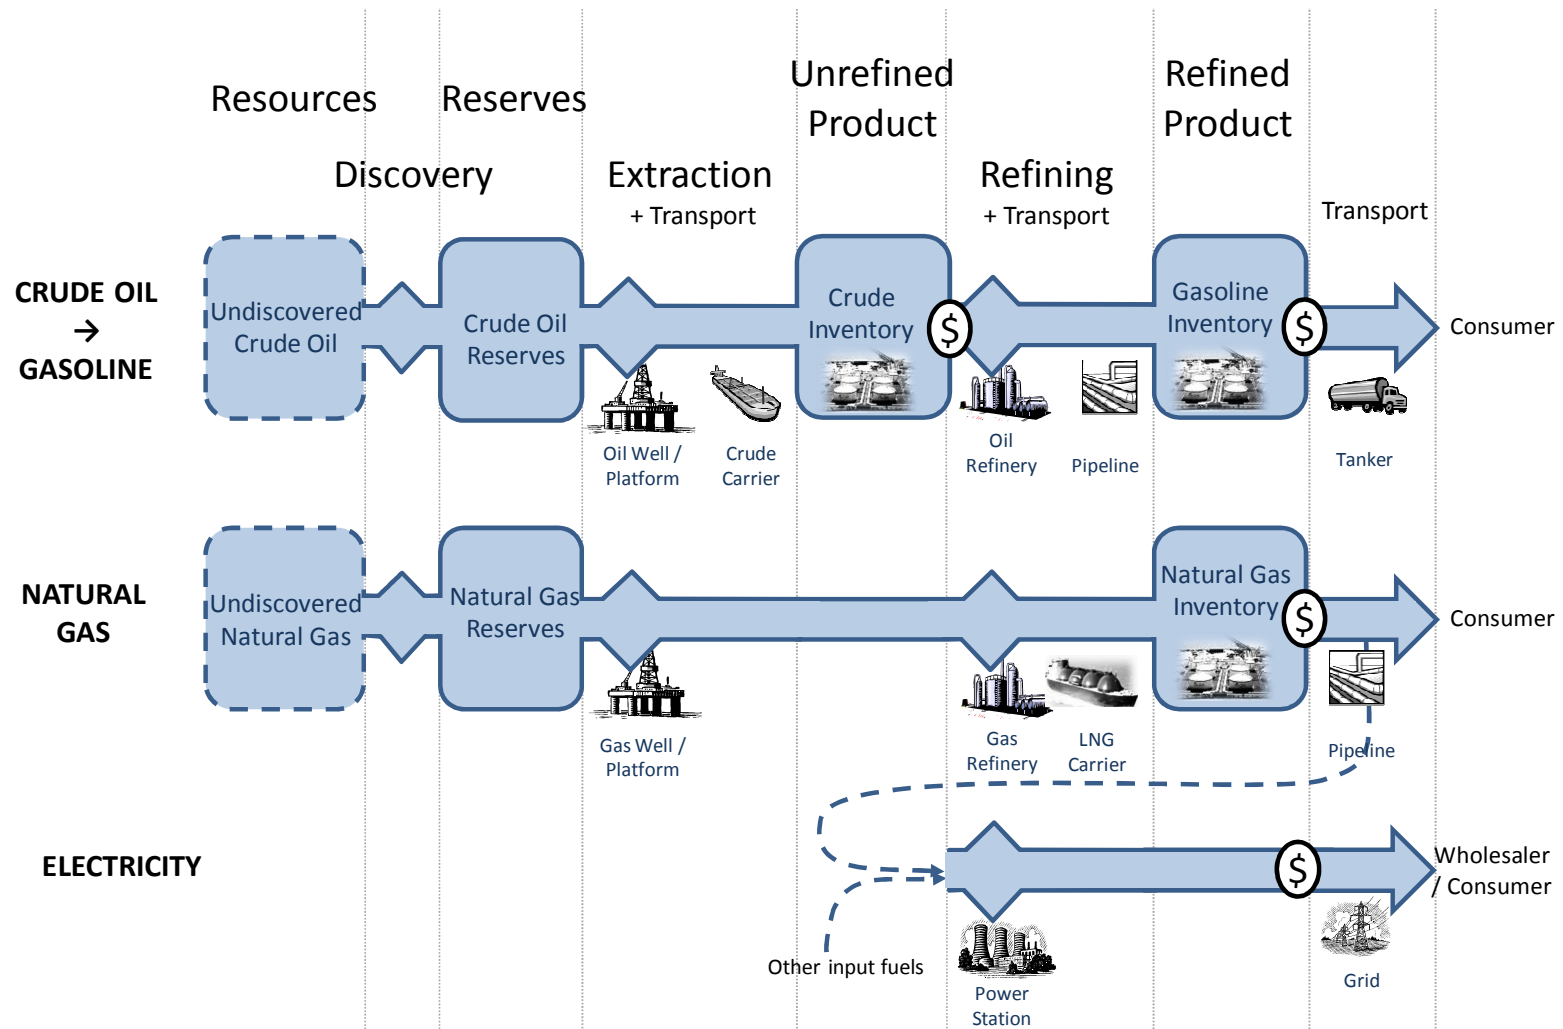 Resources
Reserves
Unrefined
Product
Refined
Product
Discovery
Extraction
+ Transport
Refining
+ Transport
Transport
CRUDE OIL
→
GASOLINE
Undiscovered
Crude Oil
Crude Oil
Reserves
Crude
Inventory
$
Gasoline
Inventory
$
Consumer
Oil Well /
Platform
Crude
Carrier
Oil
Refinery
Pipeline
Tanker
NATURAL
GAS
Undiscovered
Natural Gas
Natural Gas
Reserves
Natural Gas
Inventory
$
Consumer
Gas Well /
Platform
Gas
Refinery
LNG
Carrier
Pipeline
ELECTRICITY
$
Wholesaler
/ Consumer
Other input fuels
Power
Station
Grid